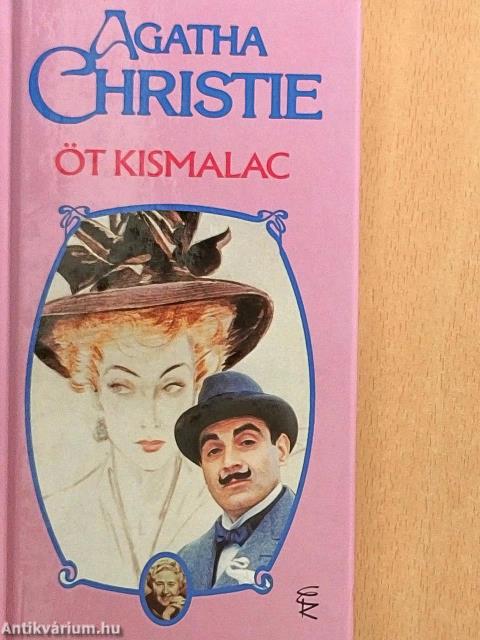 AGATHA
CHRISTIE
ÖT KISMALAC
Antikvárium.hu